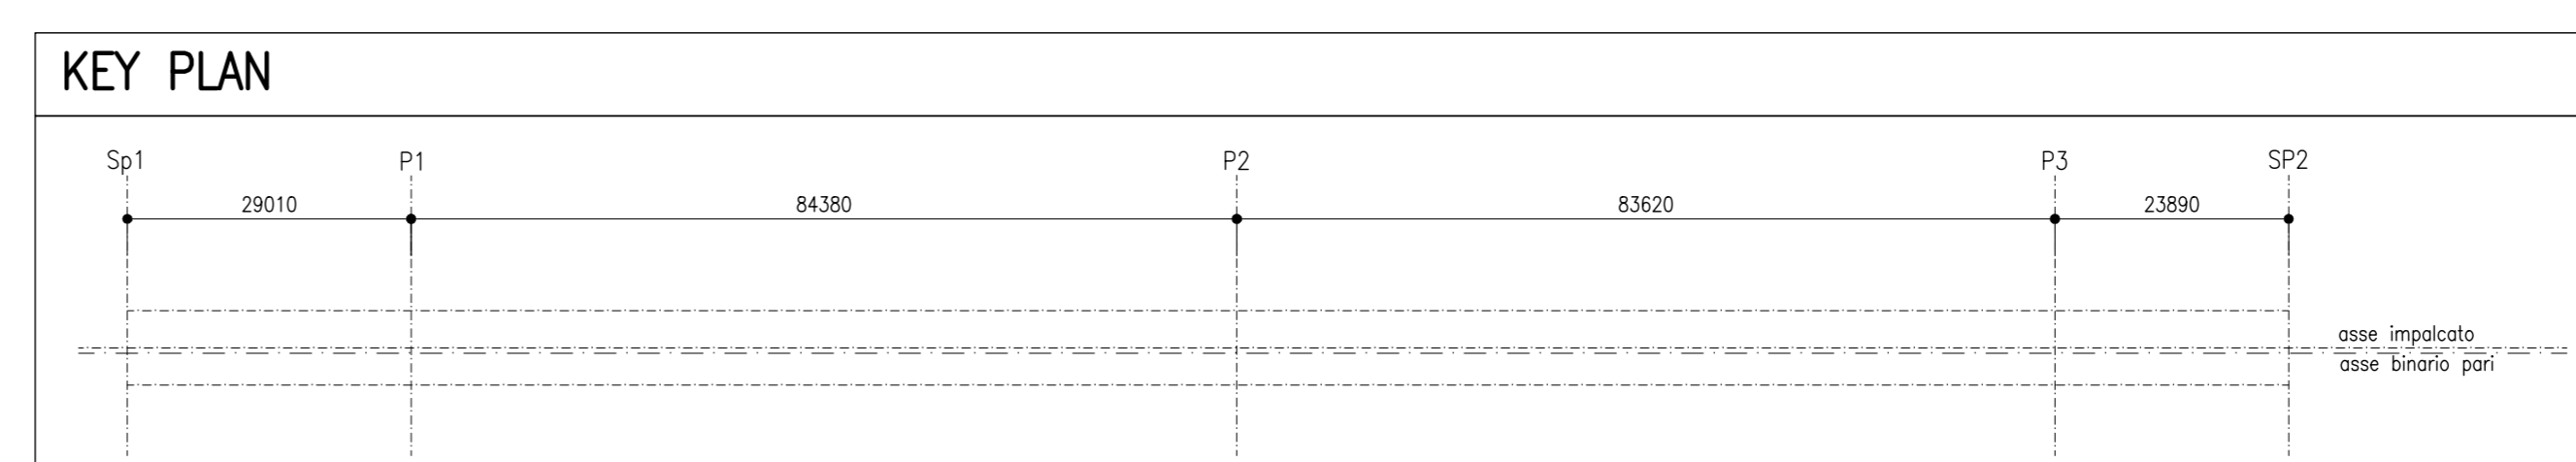 KEY PLAN
Sp1 P1 P2 P3 SP2
29010 84380 83620 23890
asse impalcato
asse binario pari